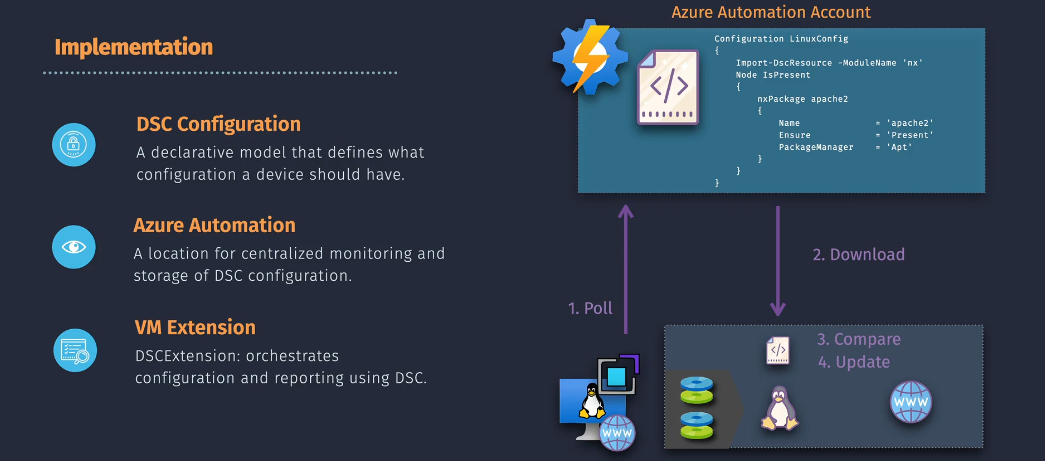 Implementation
DSC Configuration
A declarative model that defines what
configuration a device should have.
Azure Automation
A location for centralized monitoring and
storage of DSC configuration.
VM Extension
DSCExtension: orchestrates
configuration and reporting using DSC.
Azure Automation Account
Configuration LinuxConfig
{
    Import-DscResource -ModuleName 'nx'
    Node IsPresent
    {
        nxPackage apache2
        {
            Name              = 'apache2'
            Ensure            = 'Present'
            PackageManager    = 'Apt'
        }
    }
}
1. Poll
2. Download
3. Compare
4. Update
WWW
WWW